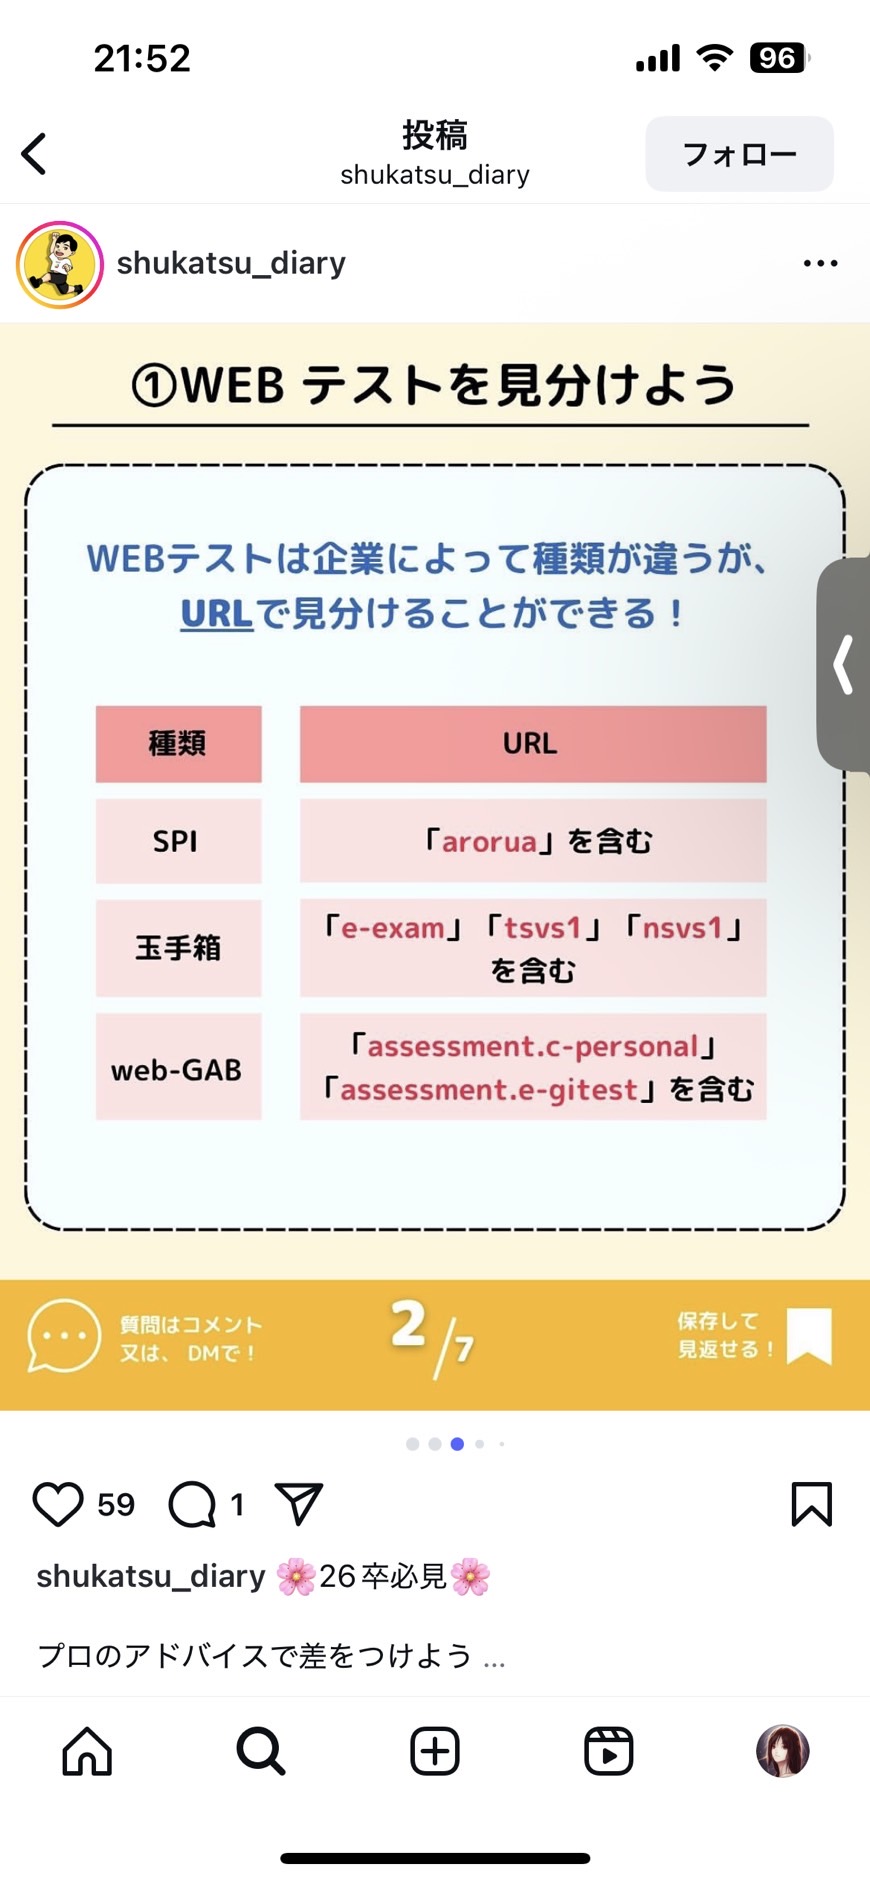 21:52
96
投稿
shukatsu_diary
フォロー
shukatsu_diary
①WEB テストを見分けよう
WEBテストは企業によって種類が違うが、
URLで見分けることができる！
種類
URL
SPI
「arorua」を含む
玉手箱
「e-exam」「tsvs1」「nsvs1」
を含む
web-GAB
「assessment.c-personal」
「assessment.e-gitest」を含む
質問はコメント
又は、 DMで！
2/7
保存して
見返せる！
59
1
shukatsu_diary 🌸26卒必見🌸
プロのアドバイスで差をつけよう ...